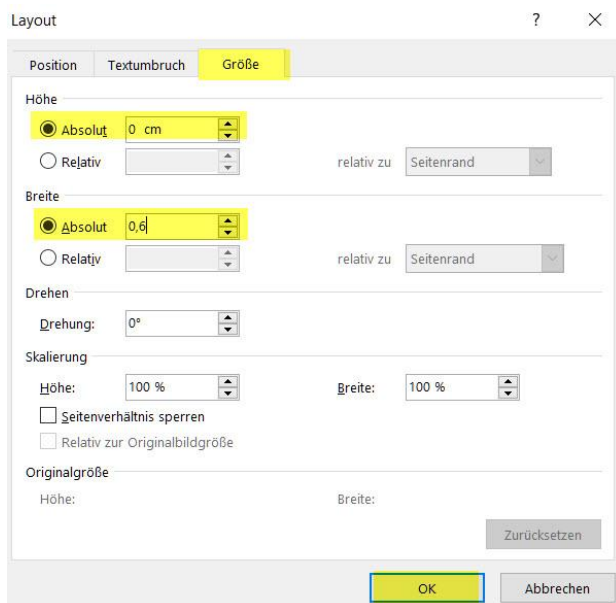 Layout ? ×
Position Textumbruch Größe
Höhe
Absolut 0 cm
Relativ relativ zu Seitenrand
Breite
Absolut 0,6
Relativ relativ zu Seitenrand
Drehen
Drehung: 0°
Skalierung
Höhe: 100 % Breite: 100 %
Seitenverhältnis sperren
Relativ zur Originalbildgröße
Originalgröße
Höhe: Breite:
Zurücksetzen
OK Abbrechen